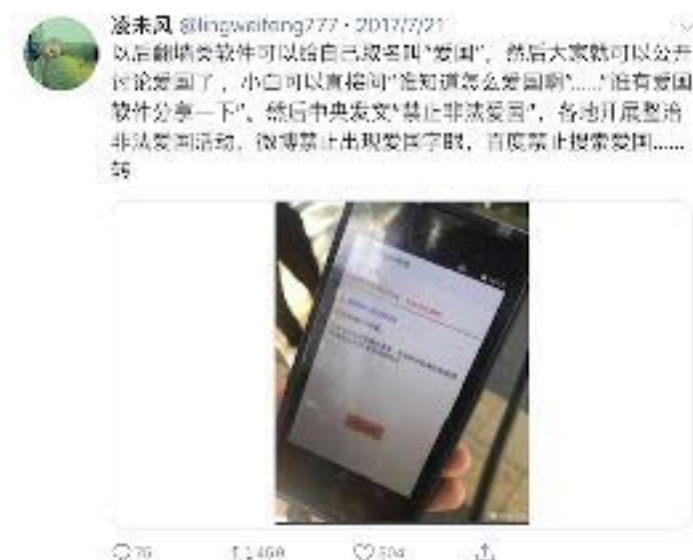 凌未风 @lingweifeng777 · 2017/7/21
以后翻墙类软件可以给自己取名叫“爱国”，然后大家就可以公开
讨论爱国了，小白可以直接问“谁知道怎么爱国啊”……“谁有爱国
软件分享一下”、然后中央发文“禁止非法爱国”，各地开展整治
非法爱国活动，微博禁止出现爱国字眼，百度禁止搜索爱国……
转
75
504